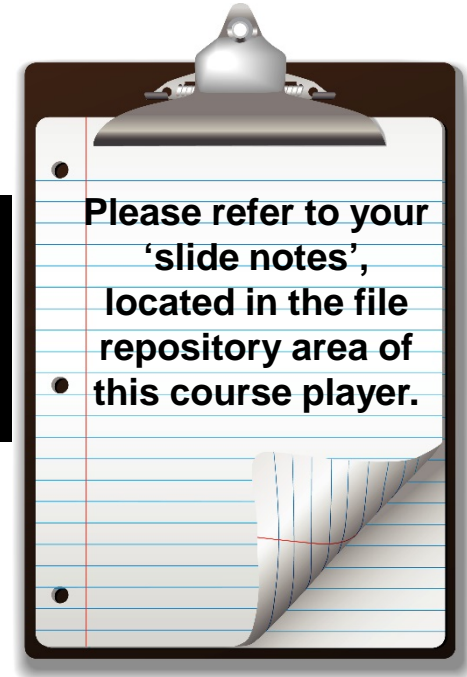 Please refer to your
‘slide notes’,
located in the file
repository area of
this course player.